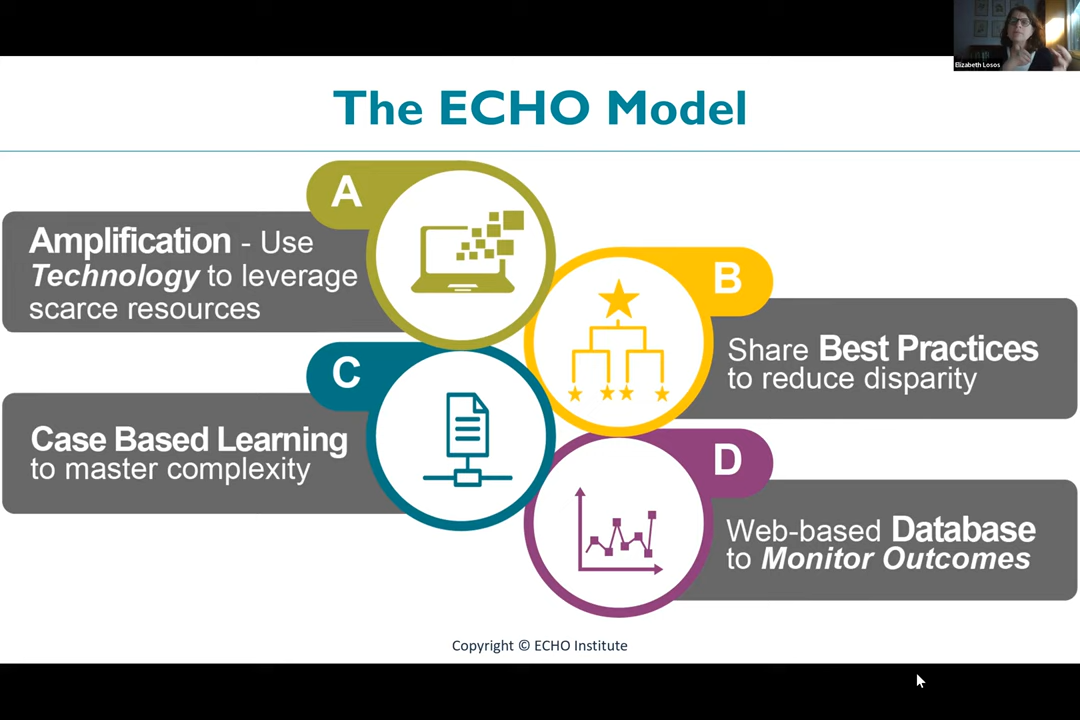 Elizabeth Losos
The ECHO Model
A
Amplification - Use
Technology to leverage
scarce resources
B
Share Best Practices
to reduce disparity
C
Case Based Learning
to master complexity
D
Web-based Database
to Monitor Outcomes
Copyright © ECHO Institute